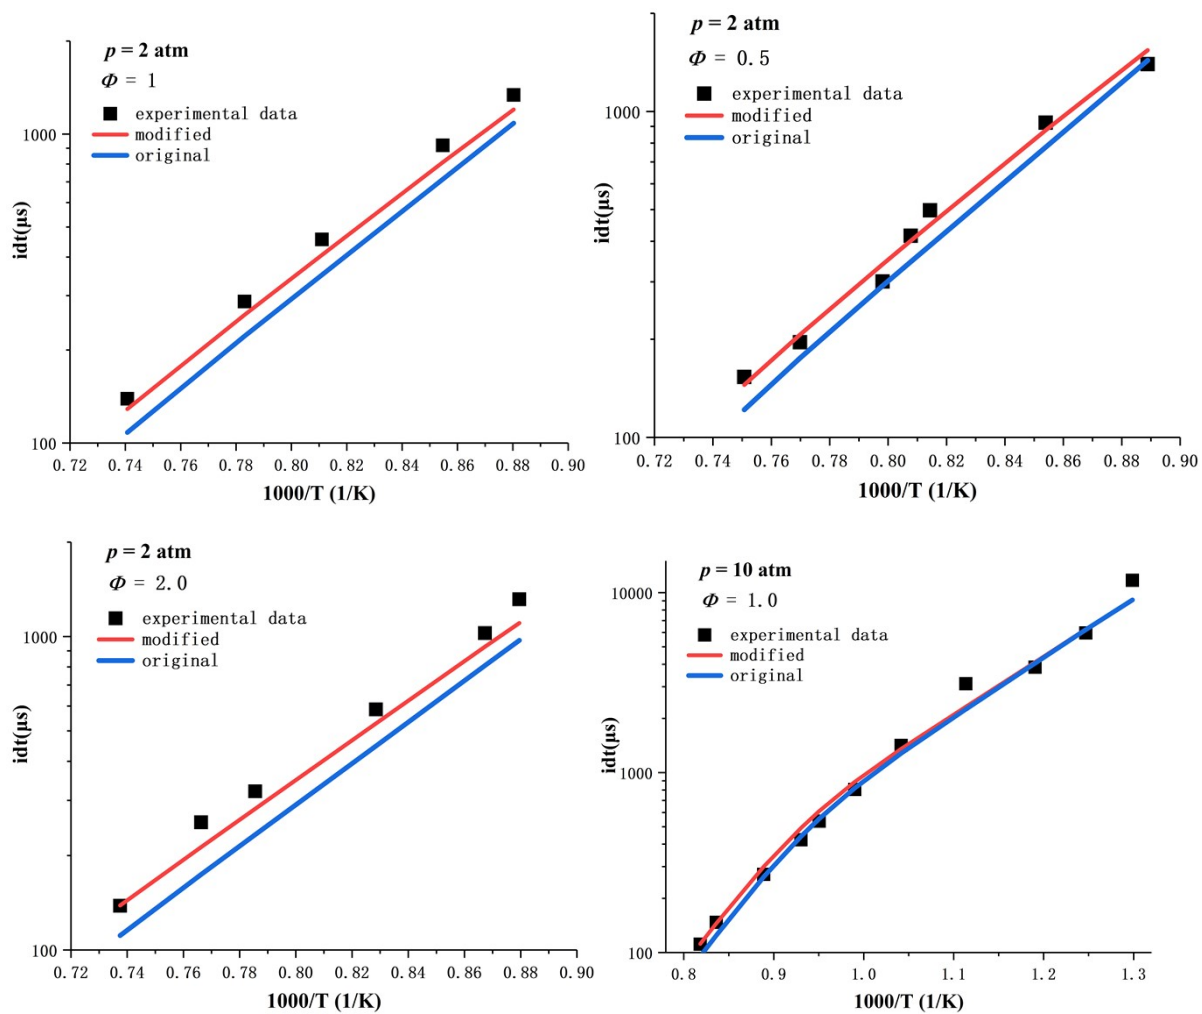 p = 2 atm
Φ = 1
experimental data
modified
original
1000
100
idt(μs)
0.72 0.74 0.76 0.78 0.80 0.82 0.84 0.86 0.88 0.90
1000/T (1/K)
p = 2 atm
Φ = 0.5
experimental data
modified
original
1000
100
idt(μs)
0.72 0.74 0.76 0.78 0.80 0.82 0.84 0.86 0.88 0.90
1000/T (1/K)
p = 2 atm
Φ = 2.0
experimental data
modified
original
1000
100
idt(μs)
0.72 0.74 0.76 0.78 0.80 0.82 0.84 0.86 0.88 0.90
1000/T (1/K)
p = 10 atm
Φ = 1.0
experimental data
modified
original
10000
1000
100
idt(μs)
0.8 0.9 1.0 1.1 1.2 1.3
1000/T (1/K)